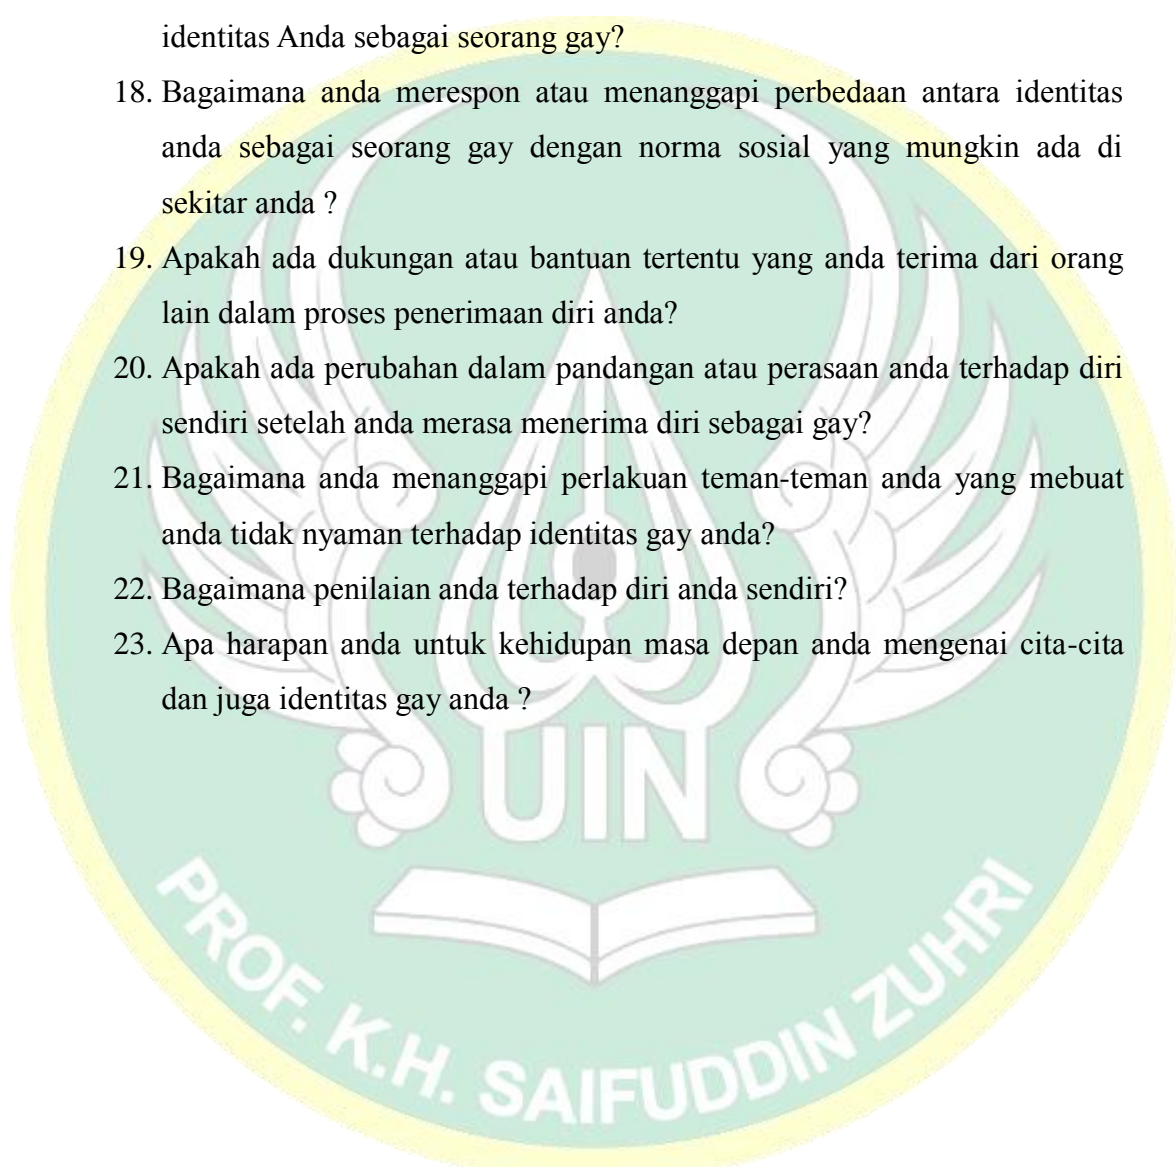 identitas Anda sebagai seorang gay?
18. Bagaimana anda merespon atau menanggapi perbedaan antara identitas
anda sebagai seorang gay dengan norma sosial yang mungkin ada di
sekitar anda ?
19. Apakah ada dukungan atau bantuan tertentu yang anda terima dari orang
lain dalam proses penerimaan diri anda?
20. Apakah ada perubahan dalam pandangan atau perasaan anda terhadap diri
sendiri setelah anda merasa menerima diri sebagai gay?
21. Bagaimana anda menanggapi perlakuan teman-teman anda yang mebuat
anda tidak nyaman terhadap identitas gay anda?
22. Bagaimana penilaian anda terhadap diri anda sendiri?
23. Apa harapan anda untuk kehidupan masa depan anda mengenai cita-cita
dan juga identitas gay anda ?
UIN
PROF. K.H. SAIFUDDIN ZUHRI